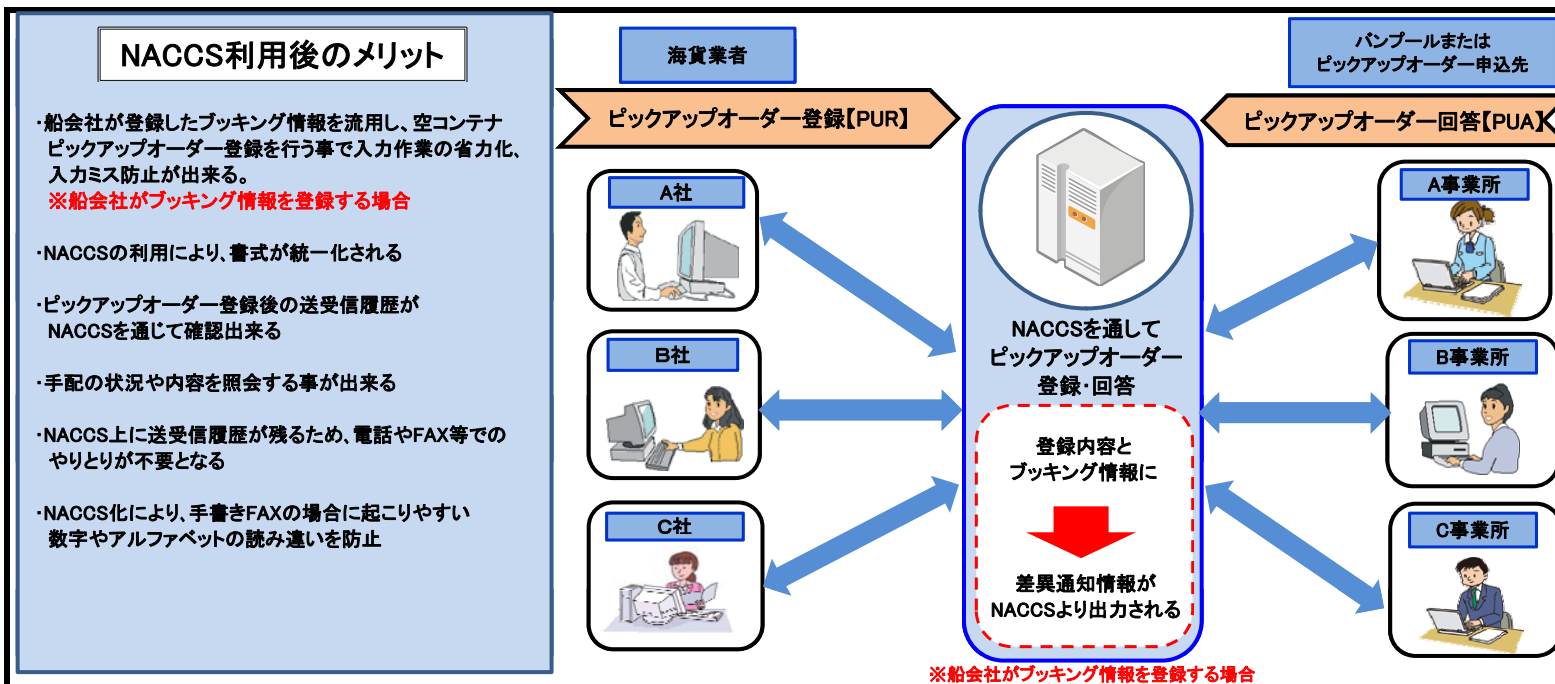 NACCS利用後のメリット
・船会社が登録したブッキング情報を流用し、空コンテナ
ピックアップオーダー登録を行う事で入力作業の省力化、
入力ミス防止が出来る。
※船会社がブッキング情報を登録する場合
・NACCSの利用により、書式が統一化される
・ピックアップオーダー登録後の送受信履歴が
NACCSを通じて確認出来る
・手配の状況や内容を照会する事が出来る
・NACCS上に送受信履歴が残るため、電話やFAX等での
やりとりが不要となる
・NACCS化により、手書きFAXの場合に起こりやすい
数字やアルファベットの読み違いを防止
海貨業者
ピックアップオーダー登録【PUR】
A社
B社
C社
NACCSを通して
ピックアップオーダー
登録・回答
登録内容と
ブッキング情報に
差異通知情報が
NACCSより出力される
※船会社がブッキング情報を登録する場合
バンプールまたは
ピックアップオーダー申込先
ピックアップオーダー回答【PUA】
A事業所
B事業所
C事業所